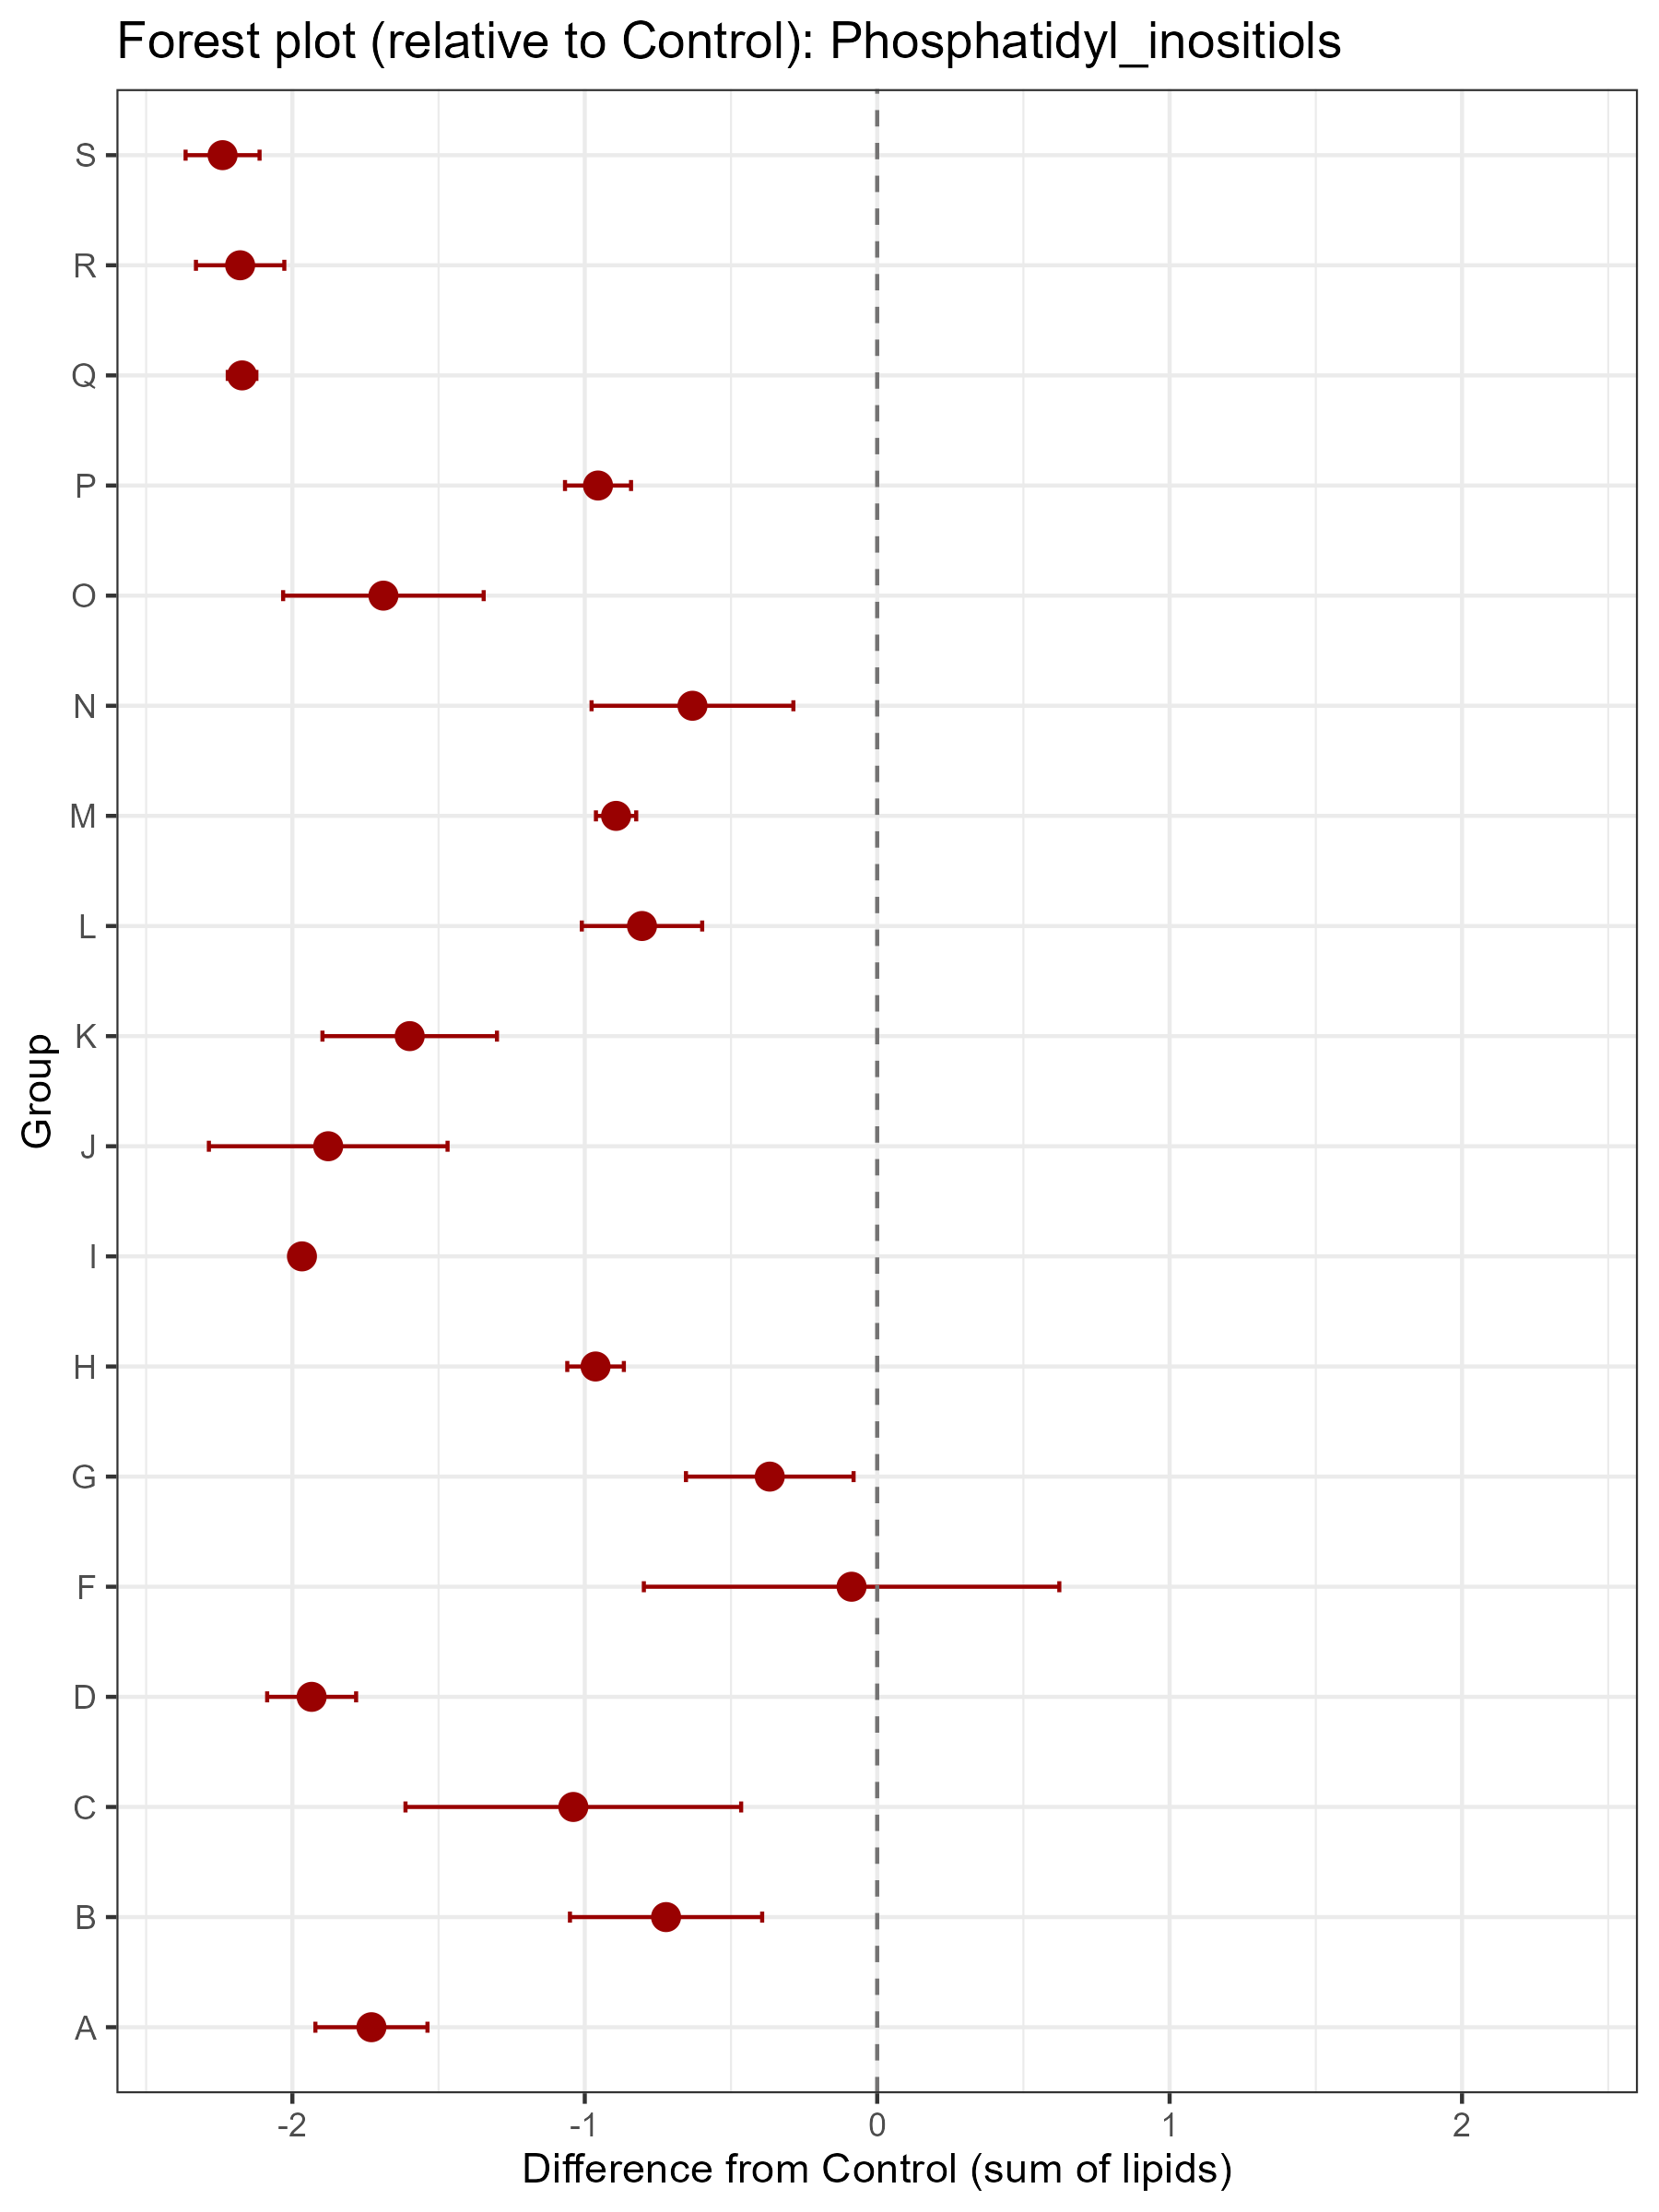 Forest plot (relative to Control): Phosphatidyl_inositiols
S
R
Q
P
O
N
M
L
K
J
I
H
G
F
D
C
B
A
Group
-2 -1 0 1 2
Difference from Control (sum of lipids)